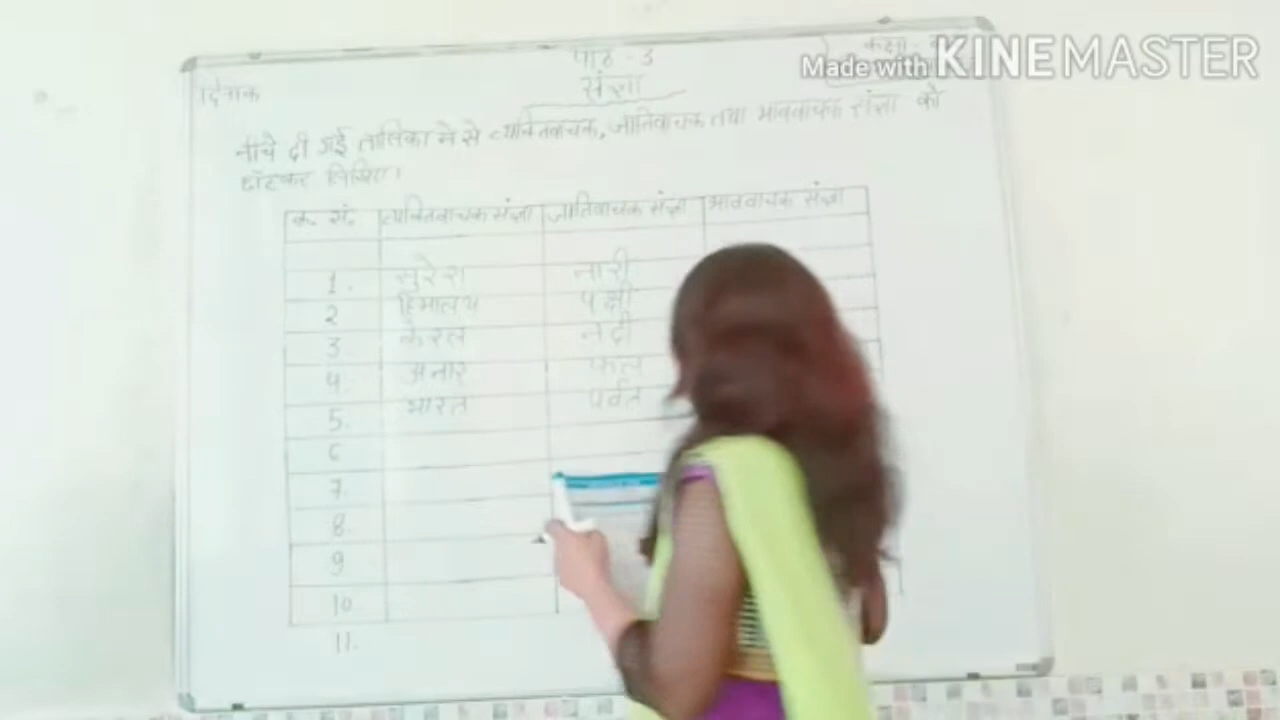 पाठ - 3
Made with KINEMASTER
दिनांक
संज्ञा
नीचे दी गई तालिका मे से व्यक्तिवाचक, जातिवाचक तथा भाववाचक संज्ञा को
छाँटकर लिखिए।
क्र. सं. व्यक्तिवाचक संज्ञा जातिवाचक संज्ञा भाववाचक संज्ञा
1. सुरेश नारी
2 हिमालय पक्षी
3 केरल नदी
4. अनार फल
5. भारत पर्वत
6
7.
8.
9
10
11.